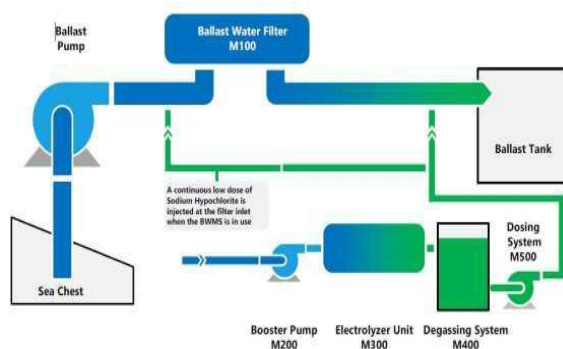 Ballast
Pump
Ballast Water Filter
M100
Ballast Tank
A continuous low dose of
Sodium Hypochlorite is
injected at the filter inlet
when the BWMS is in use
Sea Chest
Dosing
System
M500
Booster Pump
M200
Electrolyzer Unit
M300
Degassing System
M400